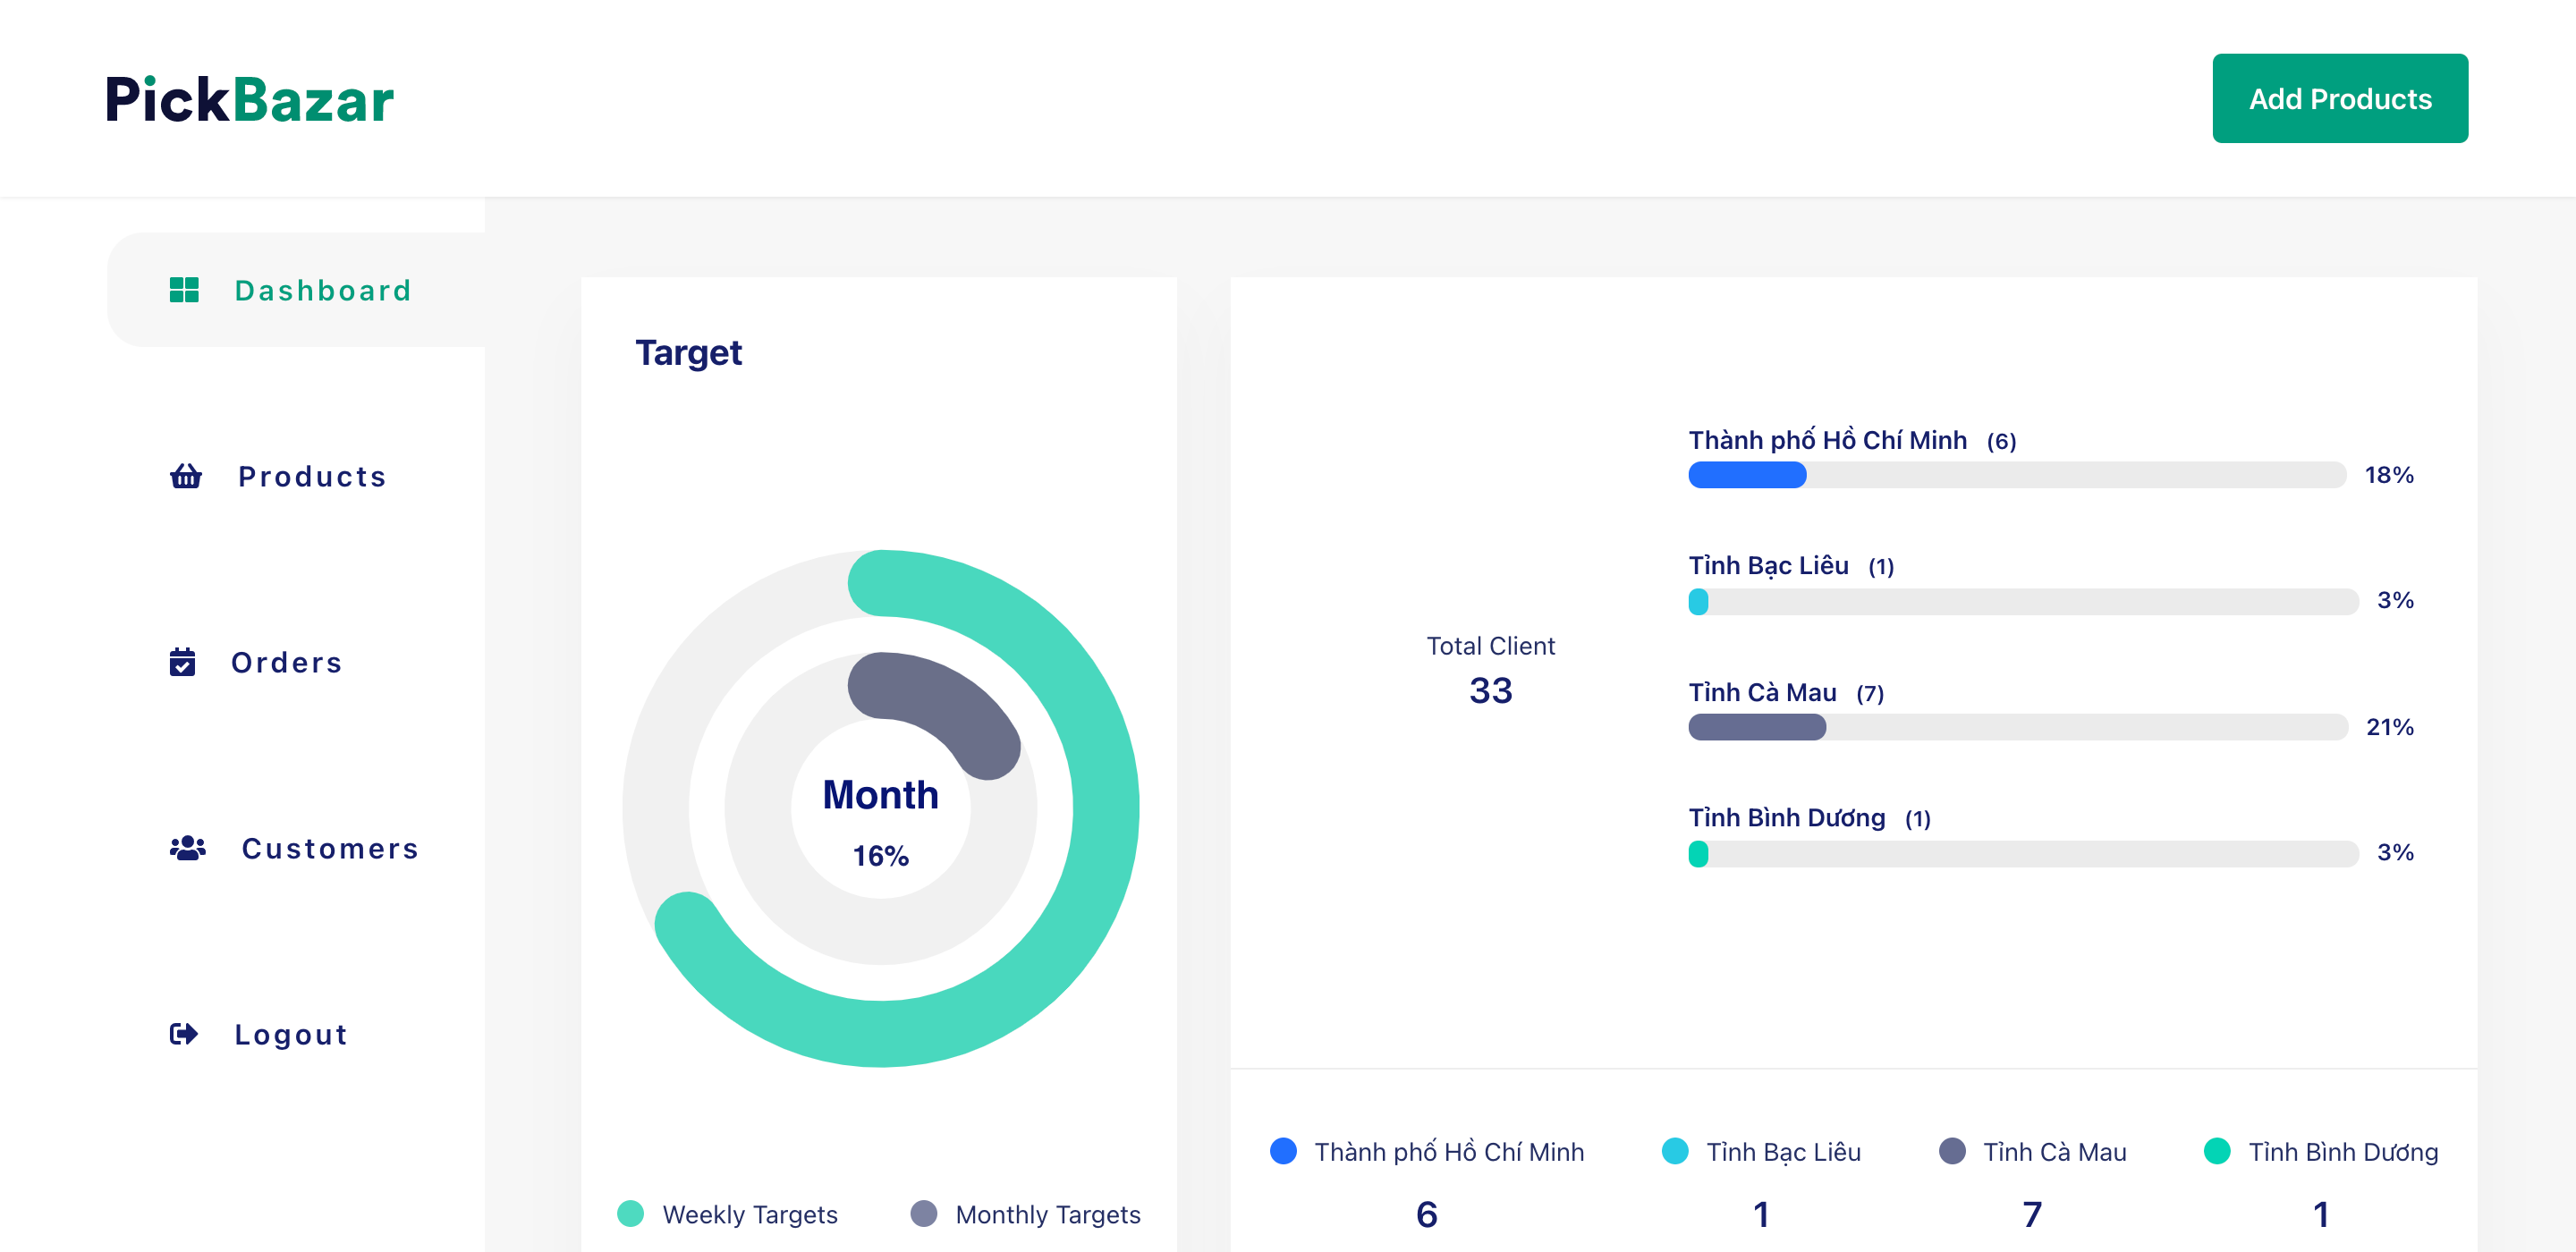 PickBazar
Add Products
Dashboard
Products
Orders
Customers
Logout
Target
Month
16%
Weekly Targets
Monthly Targets
Total Client
33
Thành phố Hồ Chí Minh (6)
18%
Tỉnh Bạc Liêu (1)
3%
Tỉnh Cà Mau (7)
21%
Tỉnh Bình Dương (1)
3%
Thành phố Hồ Chí Minh
6
Tỉnh Bạc Liêu
1
Tỉnh Cà Mau
7
Tỉnh Bình Dương
1